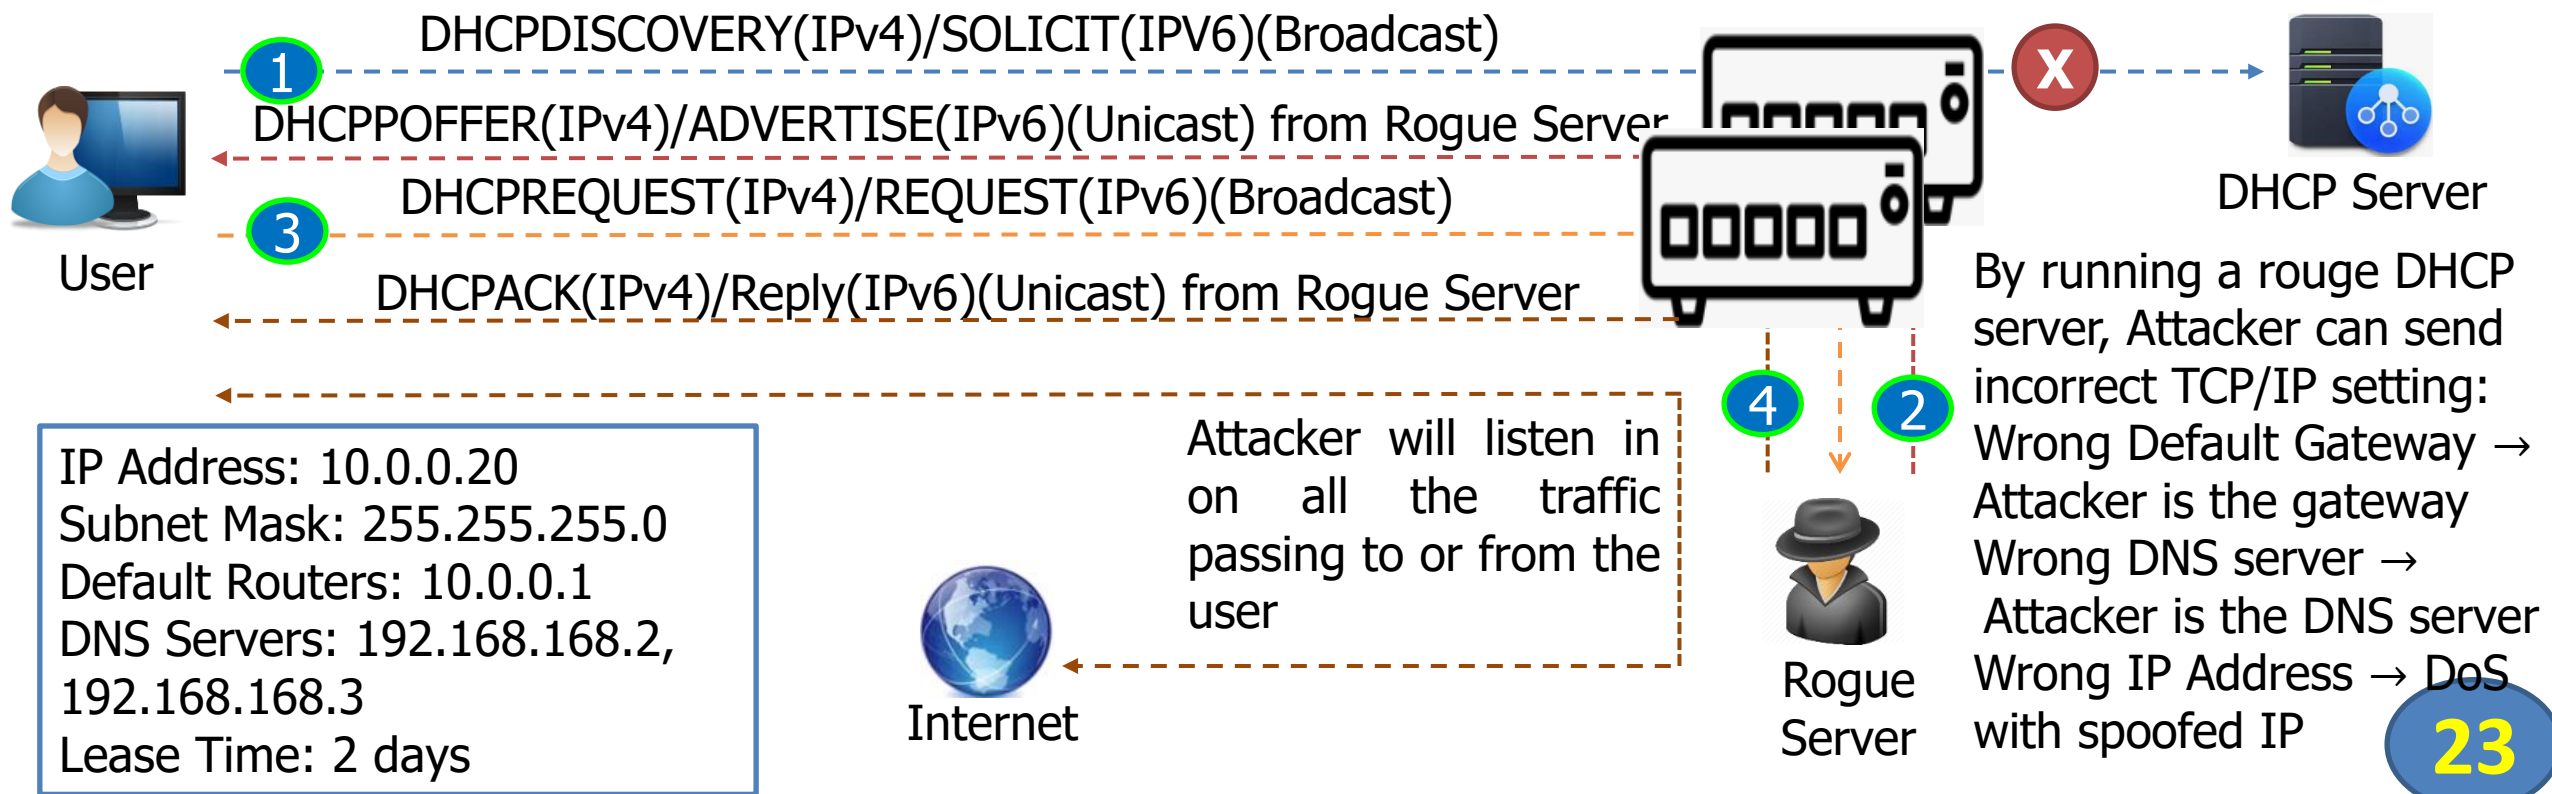 DHCPDISCOVERY(IPv4)/SOLICIT(IPV6)(Broadcast)
1
X
DHCPPOFFER(IPv4)/ADVERTISE(IPv6)(Unicast) from Rogue Server
DHCPREQUEST(IPv4)/REQUEST(IPv6)(Broadcast)
3
DHCP Server
User
DHCPACK(IPv4)/Reply(IPv6)(Unicast) from Rogue Server
4
2
By running a rouge DHCP
server, Attacker can send
incorrect TCP/IP setting:
Wrong Default Gateway →
Attacker is the gateway
Wrong DNS server →
Attacker is the DNS server
Wrong IP Address → DoS
with spoofed IP
Attacker will listen in
on all the traffic
passing to or from the
user
IP Address: 10.0.0.20
Subnet Mask: 255.255.255.0
Default Routers: 10.0.0.1
DNS Servers: 192.168.168.2,
192.168.168.3
Lease Time: 2 days
Internet
Rogue
Server
23